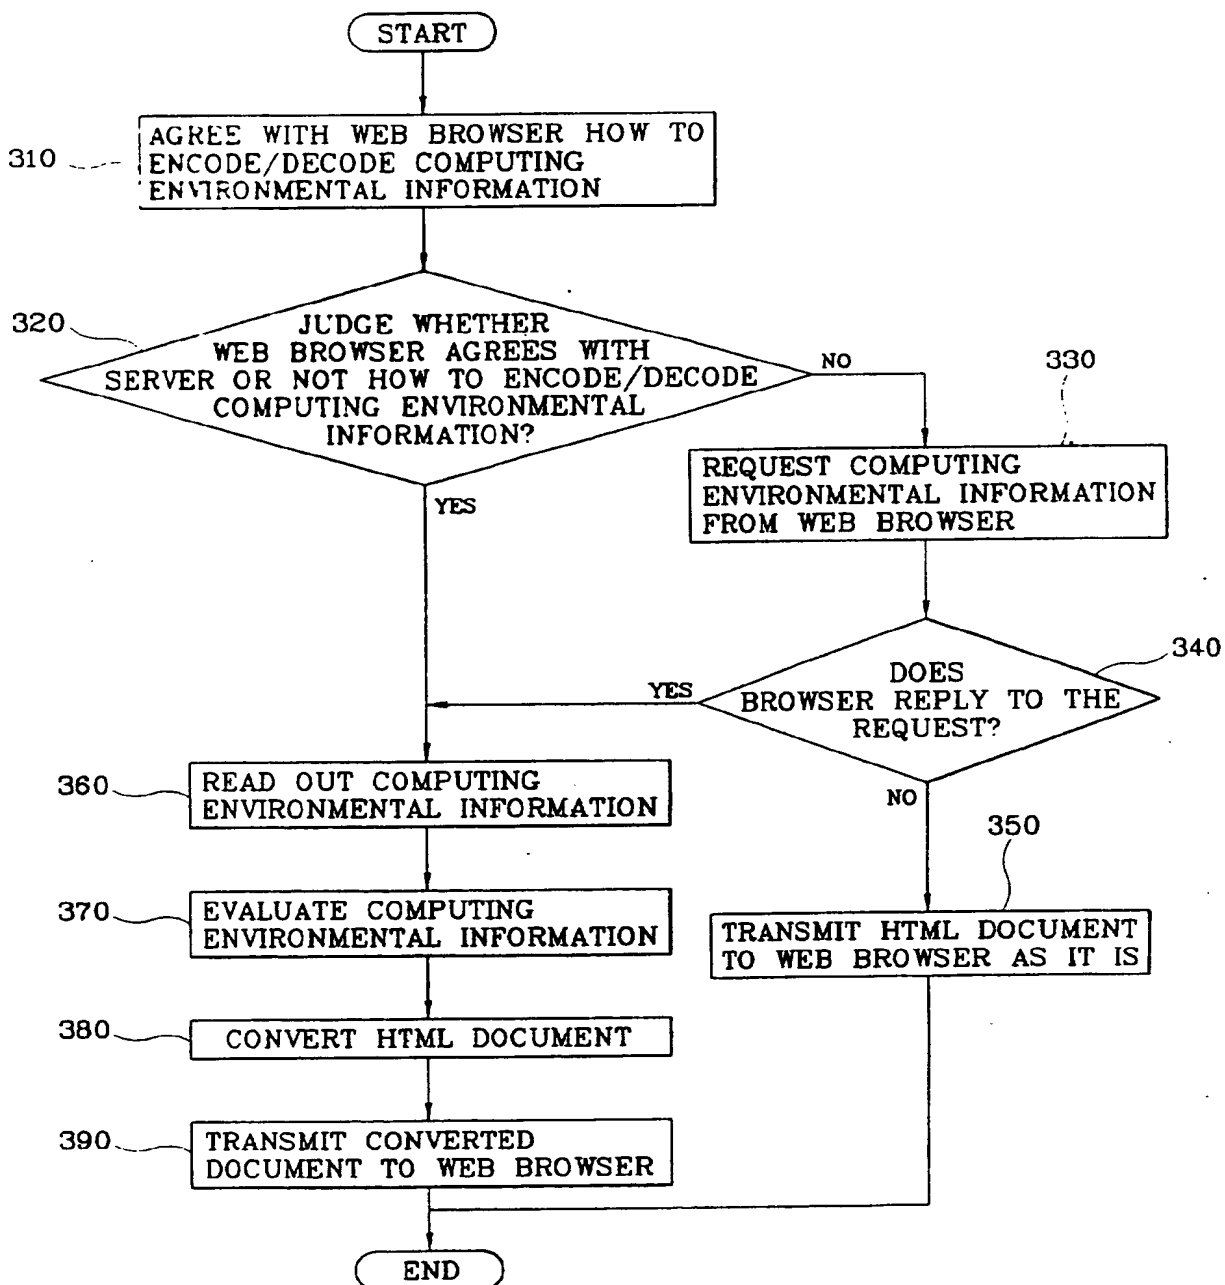 START
310
AGREE WITH WEB BROWSER HOW TO
ENCODE/DECODE COMPUTING
ENVIRONMENTAL INFORMATION
320
JUDGE WHETHER
WEB BROWSER AGREES WITH
SERVER OR NOT HOW TO ENCODE/DECODE
COMPUTING ENVIRONMENTAL
INFORMATION?
NO
YES
330
REQUEST COMPUTING
ENVIRONMENTAL INFORMATION
FROM WEB BROWSER
340
DOES
BROWSER REPLY TO THE
REQUEST?
YES
NO
350
TRANSMIT HTML DOCUMENT
TO WEB BROWSER AS IT IS
360
READ OUT COMPUTING
ENVIRONMENTAL INFORMATION
370
EVALUATE COMPUTING
ENVIRONMENTAL INFORMATION
380
CONVERT HTML DOCUMENT
390
TRANSMIT CONVERTED
DOCUMENT TO WEB BROWSER
END